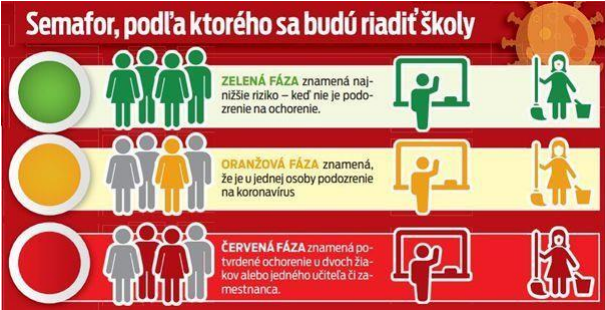 Semafor, podľa ktorého sa budú riadiť školy
ZELENÁ FÁZA znamená naj-
nižšie riziko – keď nie je podo-
zrenie na ochorenie.
ORANŽOVÁ FÁZA znamená,
že je u jednej osoby podozrenie
na koronavírus
ČERVENÁ FÁZA znamená po-
tvrdené ochorenie u dvoch žia-
kov alebo jedného učiteľa či za-
mestnanca.